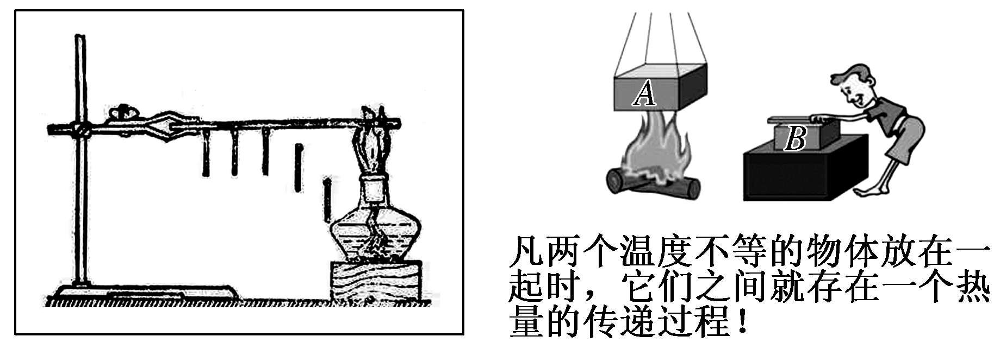 A
B
凡两个温度不等的物体放在一
起时，它们之间就存在一个热
量的传递过程！